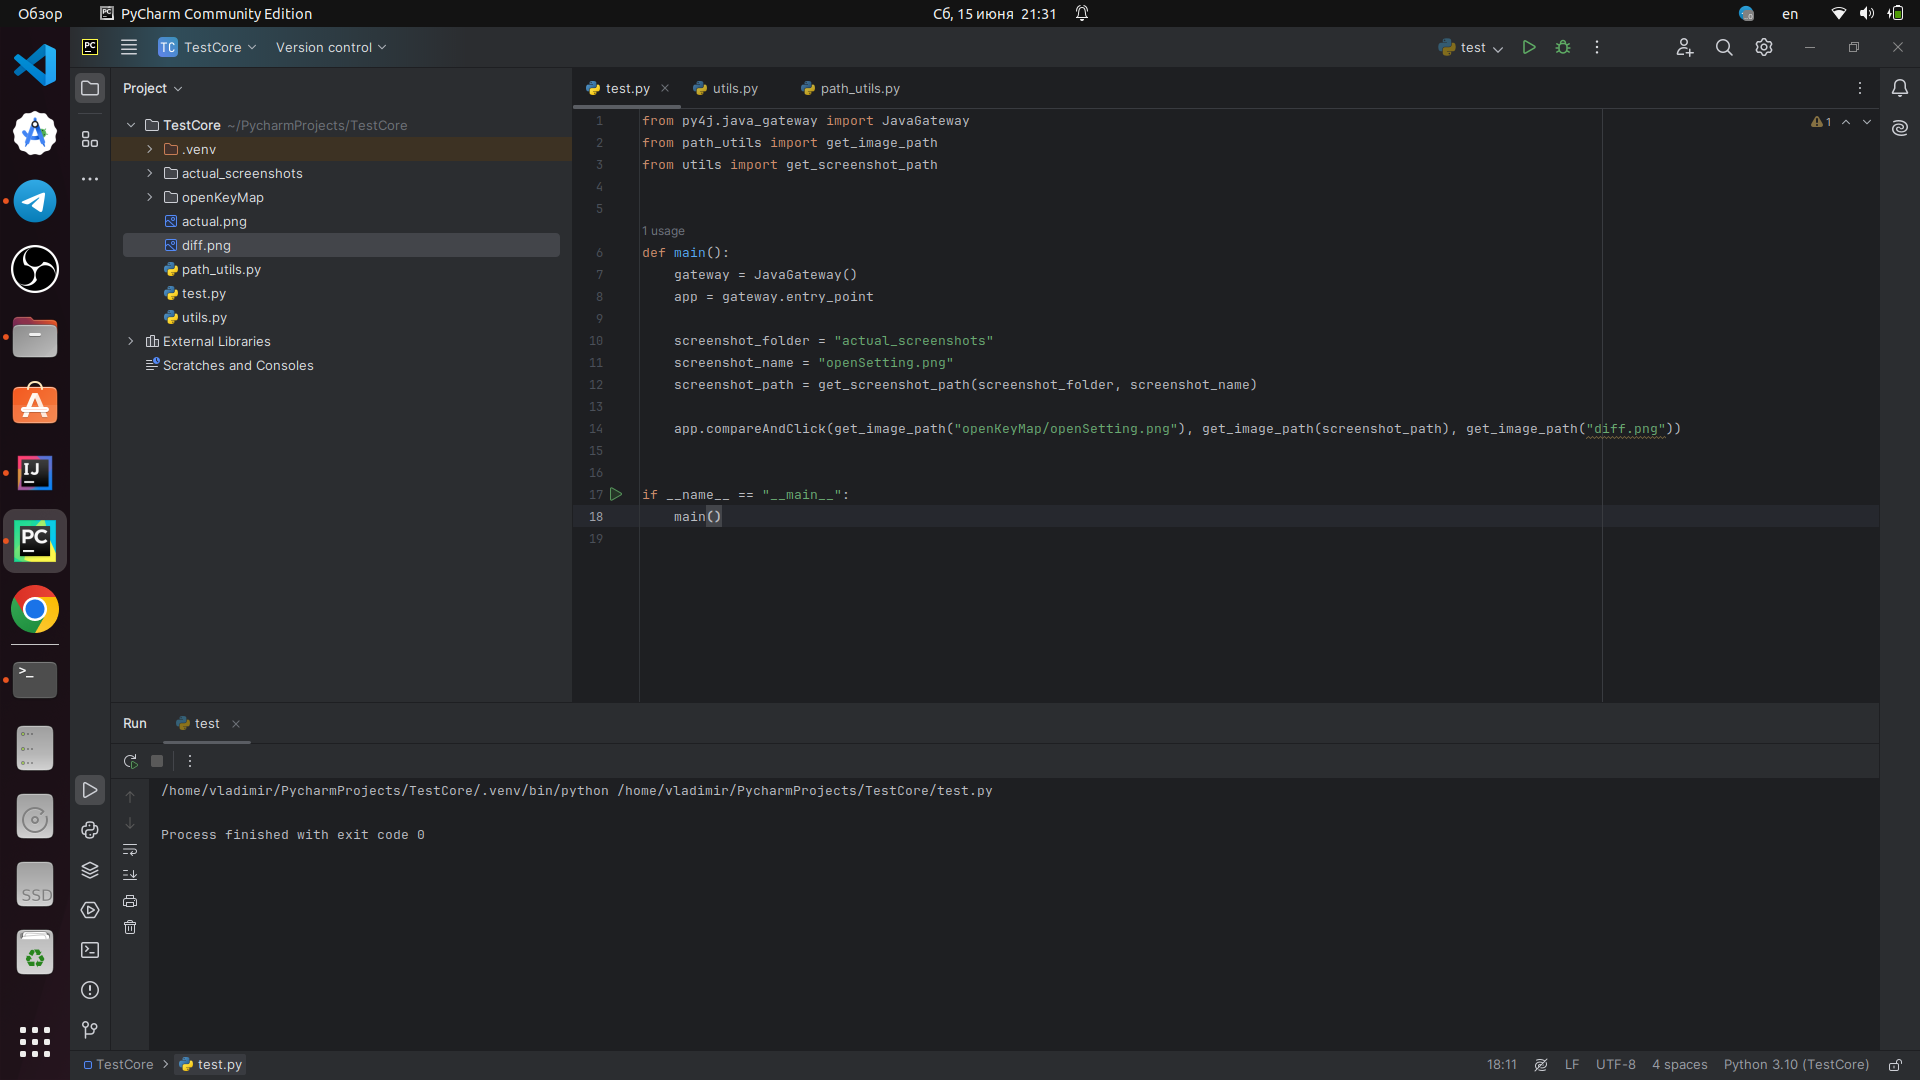 Обзор
PyCharm Community Edition
Сб, 15 июня 21:31
en
PC
TC TestCore
Version control
test
Project
test.py
utils.py
path_utils.py
TestCore ~/PycharmProjects/TestCore
.venv
actual_screenshots
openKeyMap
actual.png
diff.png
path_utils.py
test.py
utils.py
External Libraries
Scratches and Consoles
1
1 from py4j.java_gateway import JavaGateway
2 from path_utils import get_image_path
3 from utils import get_screenshot_path
4
5
1 usage
6 def main():
7 gateway = JavaGateway()
8 app = gateway.entry_point
9
10 screenshot_folder = "actual_screenshots"
11 screenshot_name = "openSetting.png"
12 screenshot_path = get_screenshot_path(screenshot_folder, screenshot_name)
13
14 app.compareAndClick(get_image_path("openKeyMap/openSetting.png"), get_image_path(screenshot_path), get_image_path("diff.png"))
15
16
17 if __name__ == "__main__":
18 main()
19
IJ
PC
SSD
Run
test
/home/vladimir/PycharmProjects/TestCore/.venv/bin/python /home/vladimir/PycharmProjects/TestCore/test.py
Process finished with exit code 0
TestCore
test.py
18:11
LF
UTF-8
4 spaces
Python 3.10 (TestCore)